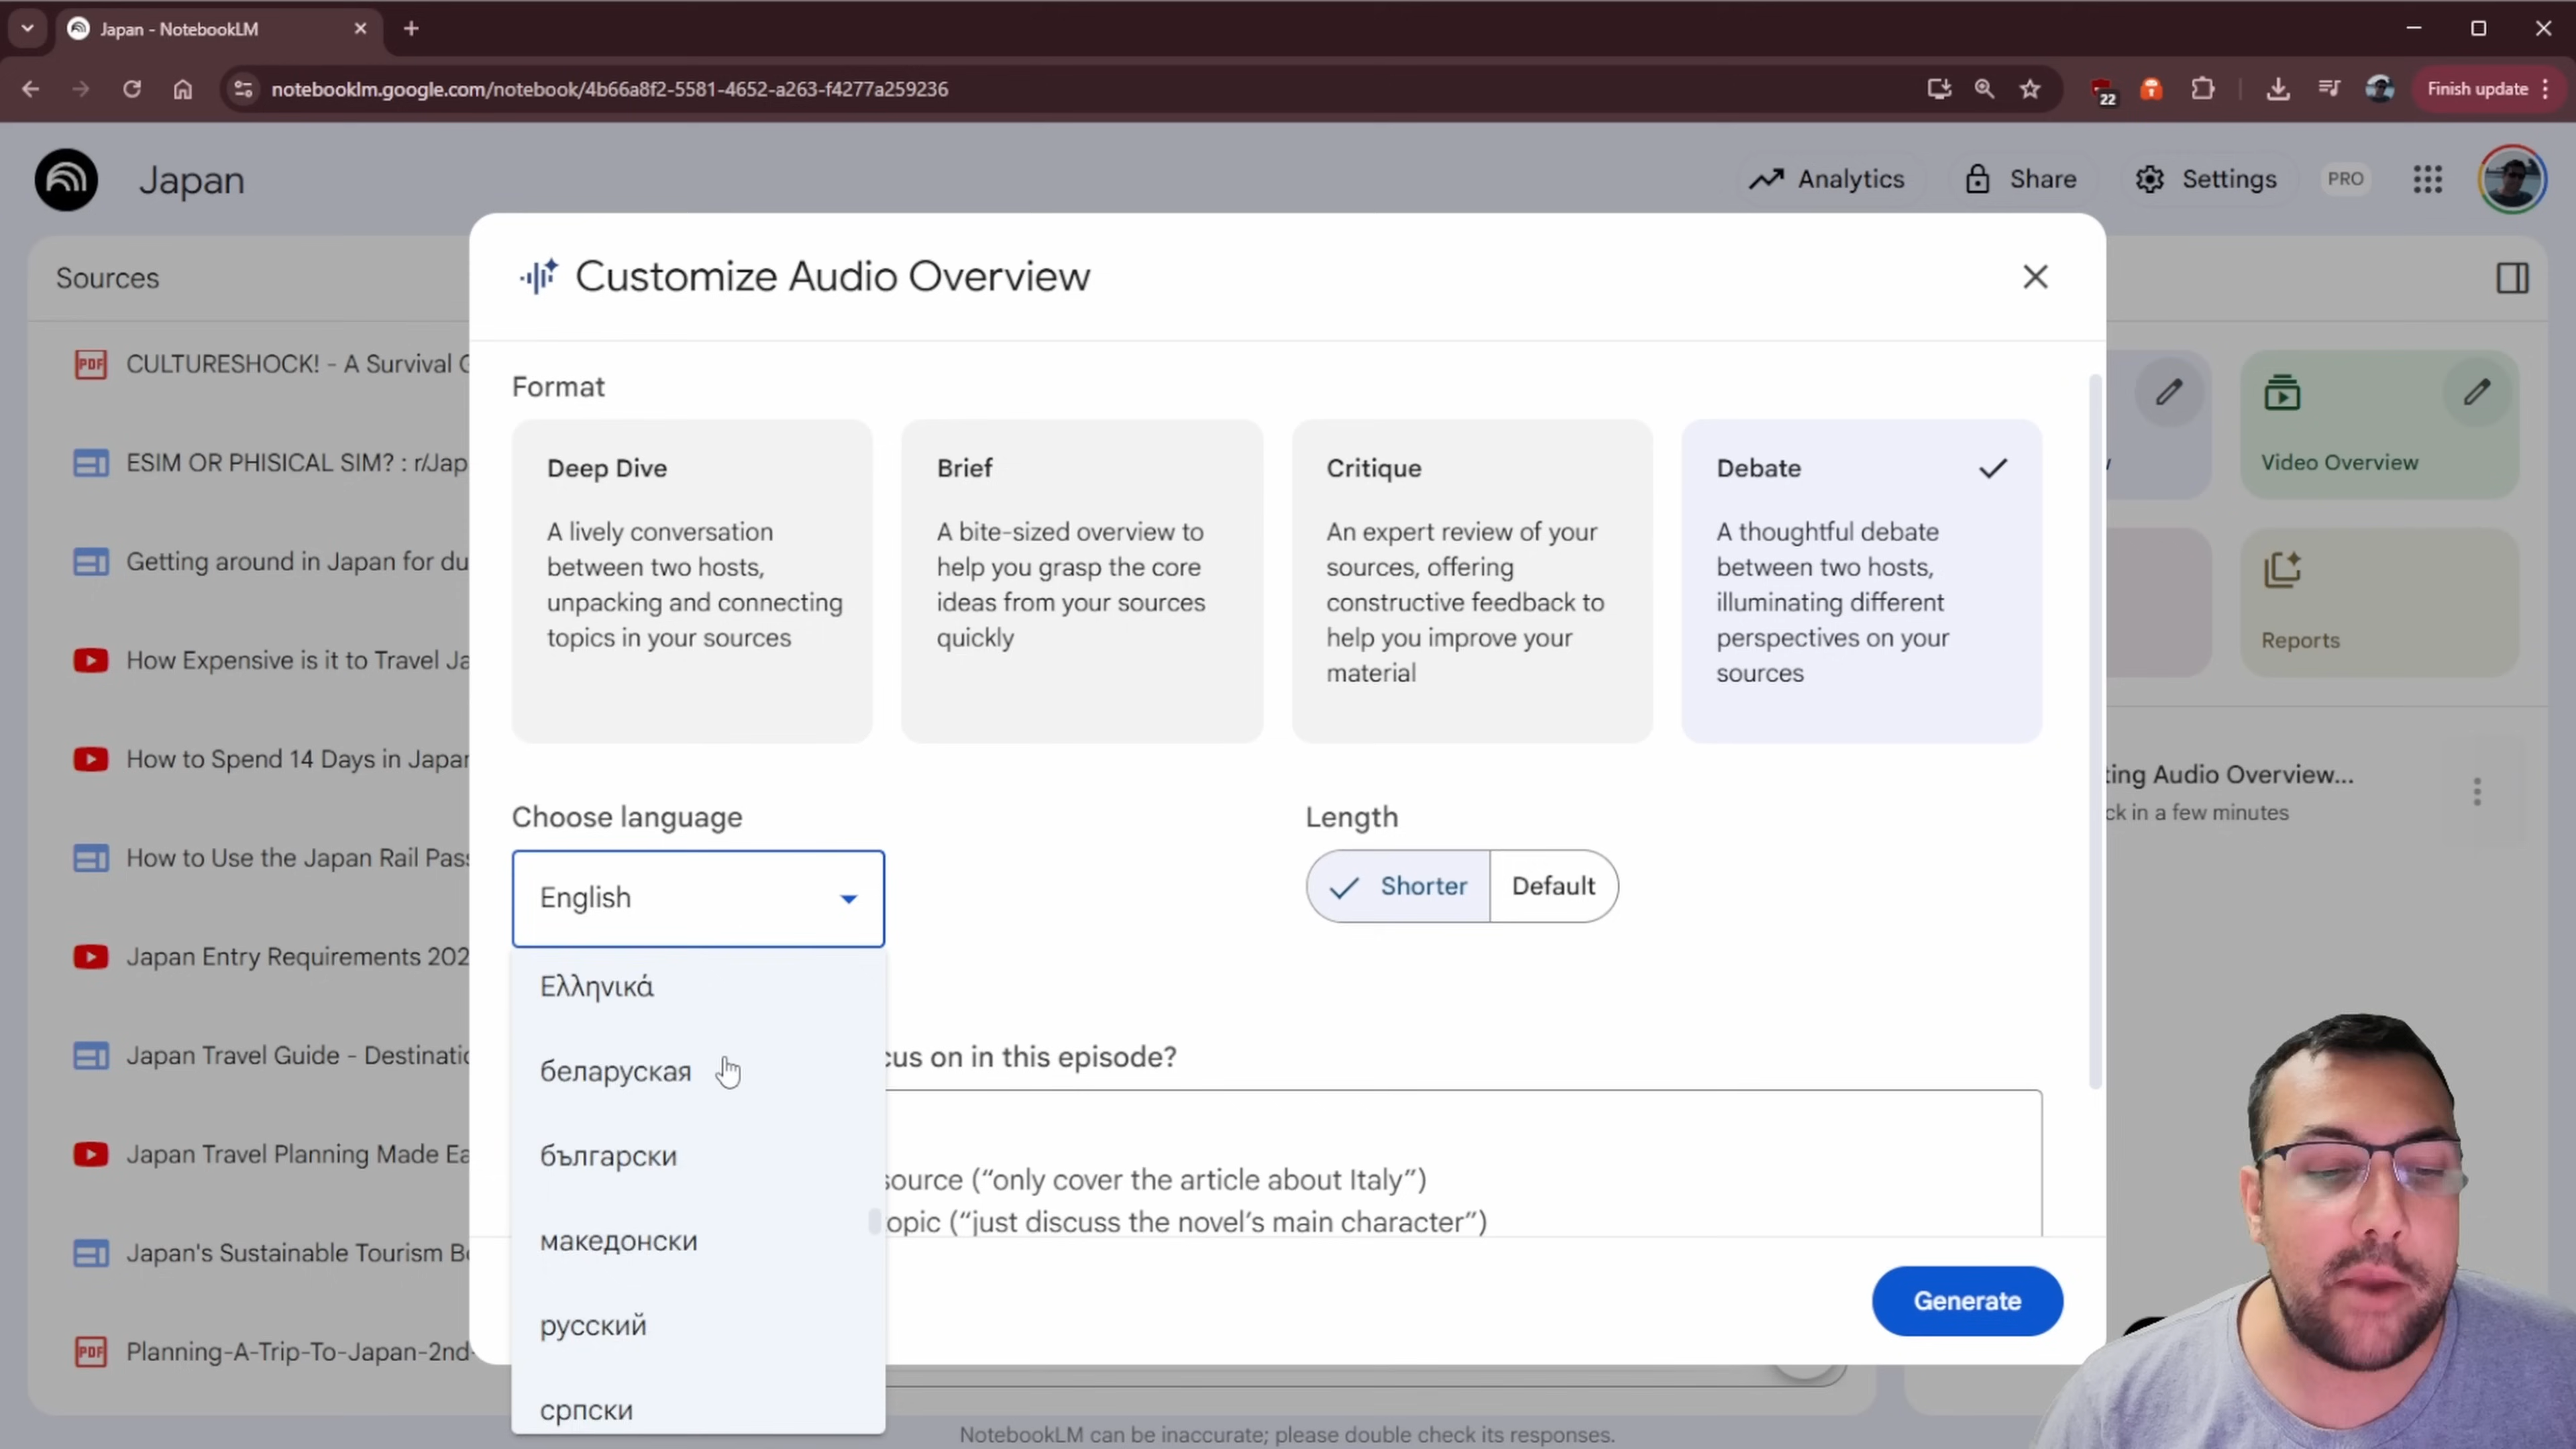 Japan - NotebookLM
notebooklm.google.com/notebook/4b66a8f2-5581-4652-a263-f4277a259236
22
Finish update
Japan
Analytics
Share
Settings
PRO
Sources
CULTURESHOCK! - A Survival G
ESIM OR PHISICAL SIM? : r/Jap
Getting around in Japan for du
How Expensive is it to Travel Ja
How to Spend 14 Days in Japan
How to Use the Japan Rail Pass
Japan Entry Requirements 202
Japan Travel Guide - Destinatio
Japan Travel Planning Made Ea
Japan's Sustainable Tourism Bo
Planning-A-Trip-To-Japan-2nd-
PDF
PDF
Customize Audio Overview
Format
Deep Dive
A lively conversation
between two hosts,
unpacking and connecting
topics in your sources
Brief
A bite-sized overview to
help you grasp the core
ideas from your sources
quickly
Critique
An expert review of your
sources, offering
constructive feedback to
help you improve your
material
Debate
A thoughtful debate
between two hosts,
illuminating different
perspectives on your
sources
Choose language
English
Ελληνικά
беларуская
български
македонски
русский
српски
Length
Shorter
Default
cus on in this episode?
source (“only cover the article about Italy”)
opic (“just discuss the novel’s main character”)
Generate
Video Overview
Reports
ting Audio Overview...
ck in a few minutes
NotebookLM can be inaccurate; please double check its responses.